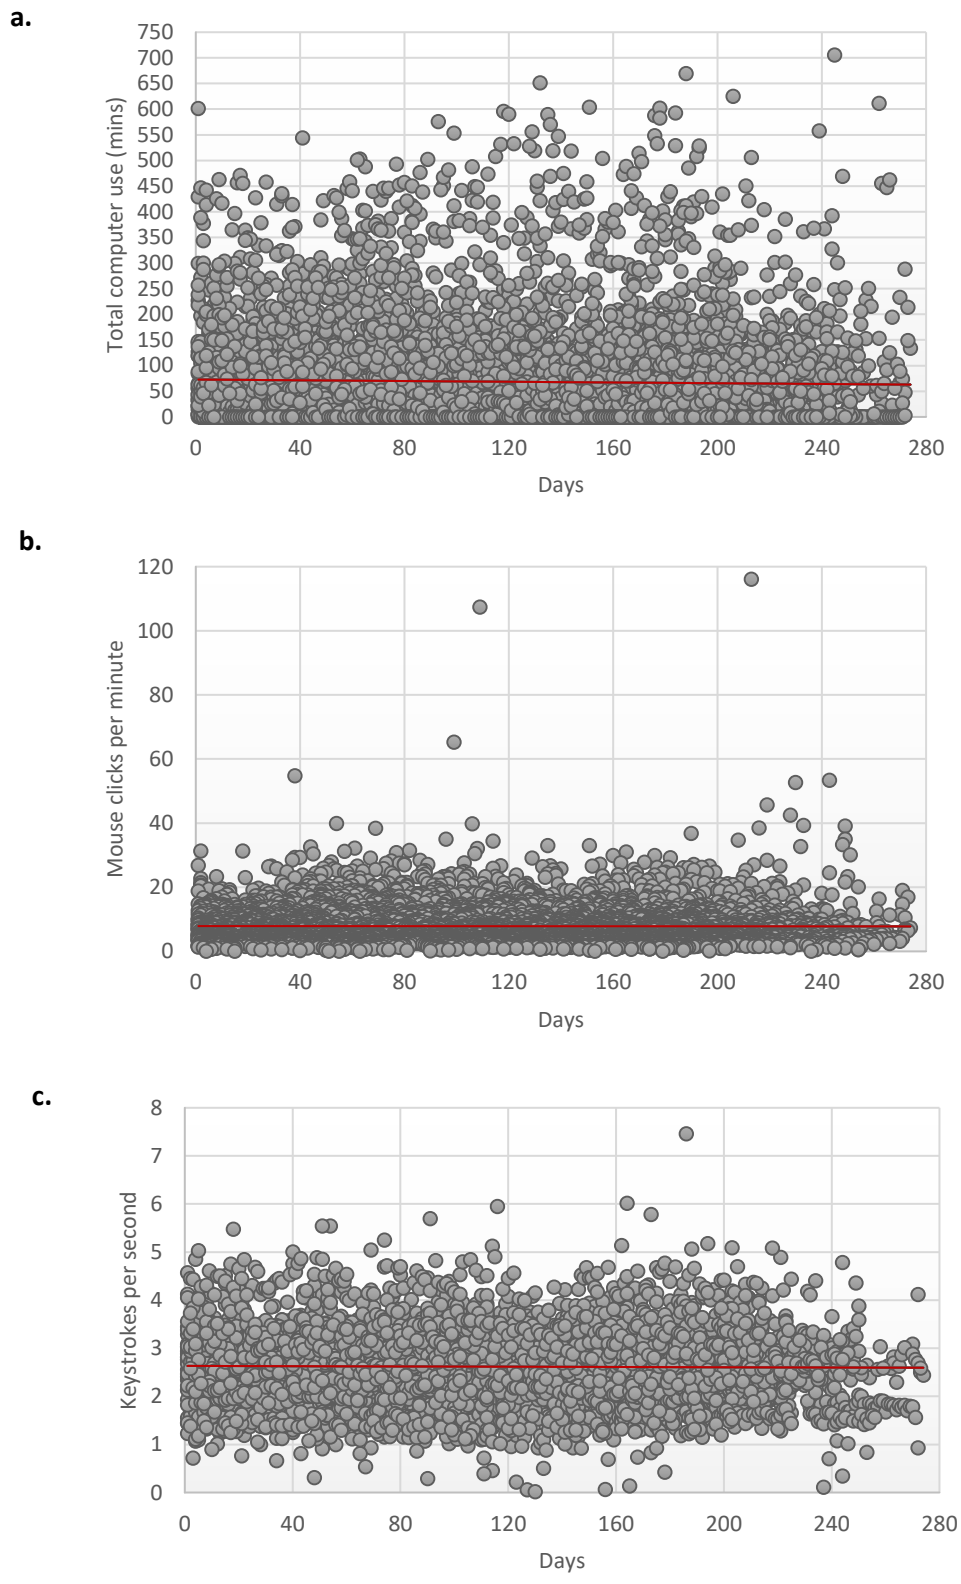 a.
Total computer use (mins)
750
700
650
600
550
500
450
400
350
300
250
200
150
100
50
0
0 40 80 120 160 200 240 280
Days
b.
Mouse clicks per minute
120
100
80
60
40
20
0
0 40 80 120 160 200 240 280
Days
c.
Keystrokes per second
8
7
6
5
4
3
2
1
0
0 40 80 120 160 200 240 280
Days